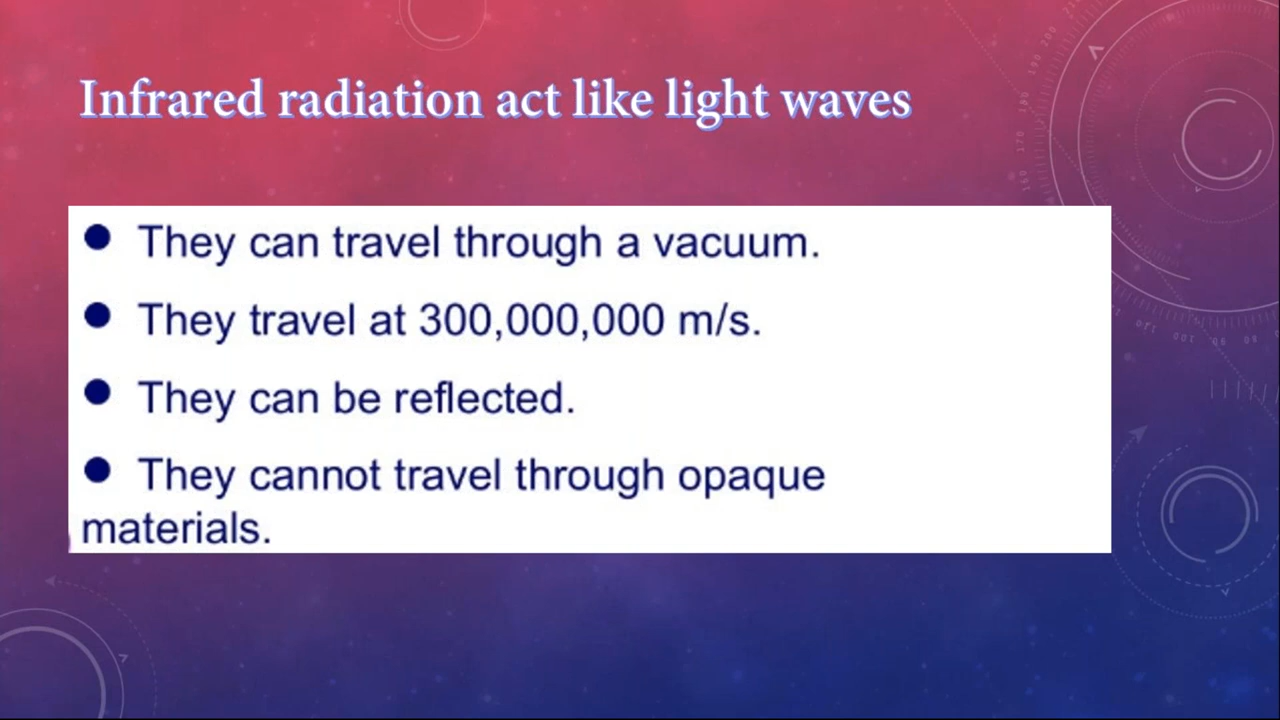 Infrared radiation act like light waves
● They can travel through a vacuum.
● They travel at 300,000,000 m/s.
● They can be reflected.
● They cannot travel through opaque
materials.